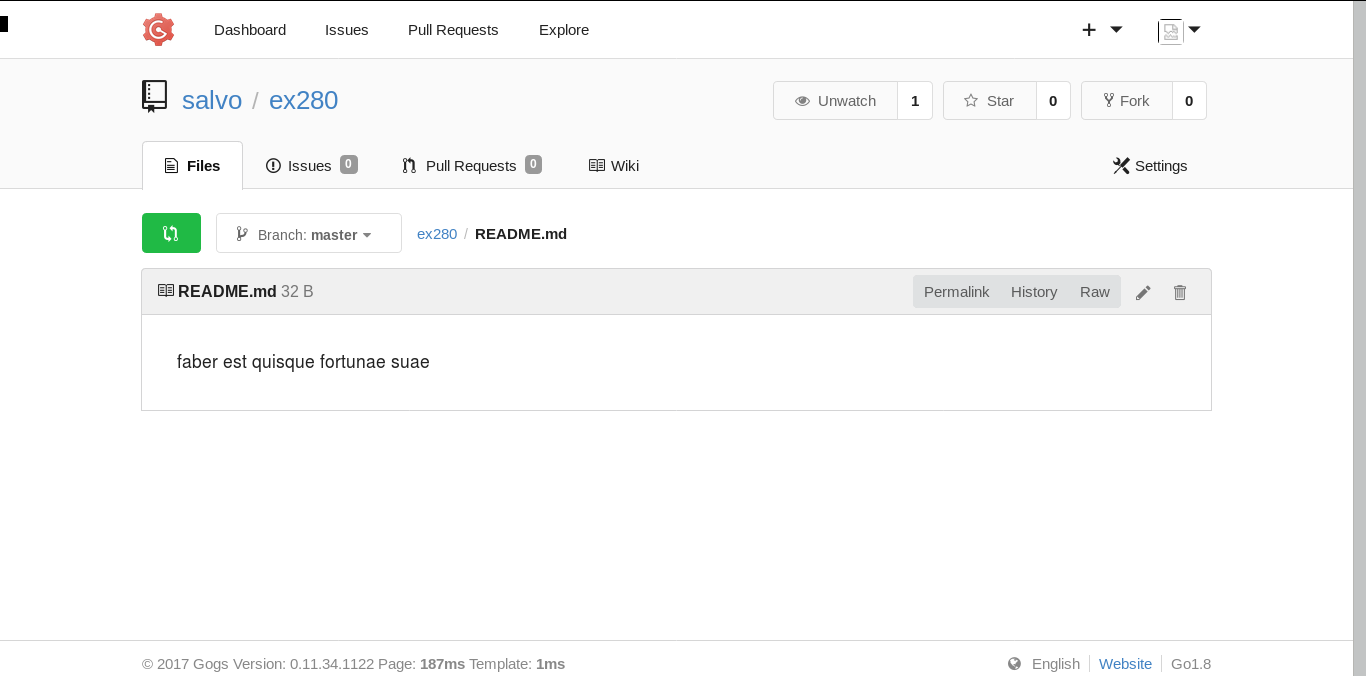 Dashboard Issues Pull Requests Explore
salvo / ex280
Unwatch 1 Star 0 Fork 0
Files Issues 0 Pull Requests 0 Wiki Settings
Branch: master ex280 / README.md
README.md 32 B Permalink History Raw
faber est quisque fortunae suae
© 2017 Gogs Version: 0.11.34.1122 Page: 187ms Template: 1ms English Website Go1.8